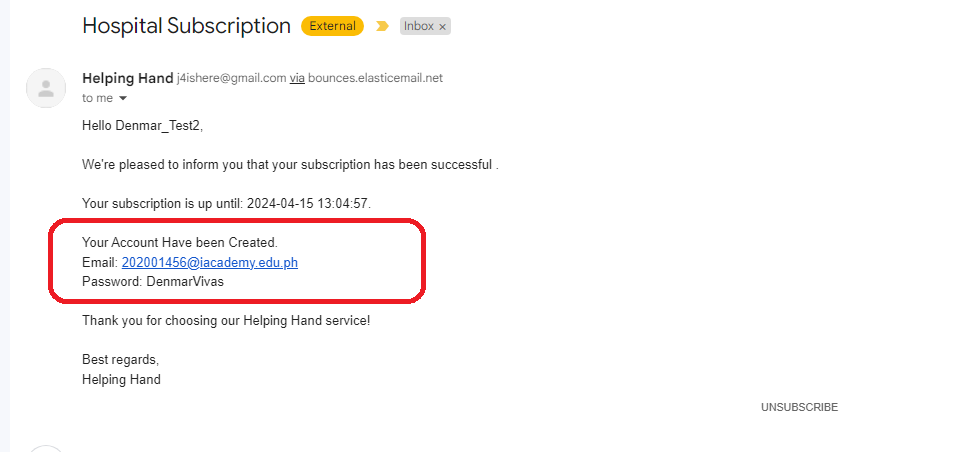 Hospital Subscription External Inbox ×
Helping Hand j4ishere@gmail.com via bounces.elasticemail.net
to me
Hello Denmar_Test2,
We're pleased to inform you that your subscription has been successful .
Your subscription is up until: 2024-04-15 13:04:57.
Your Account Have been Created.
Email: 202001456@iacademy.edu.ph
Password: DenmarVivas
Thank you for choosing our Helping Hand service!
Best regards,
Helping Hand
UNSUBSCRIBE